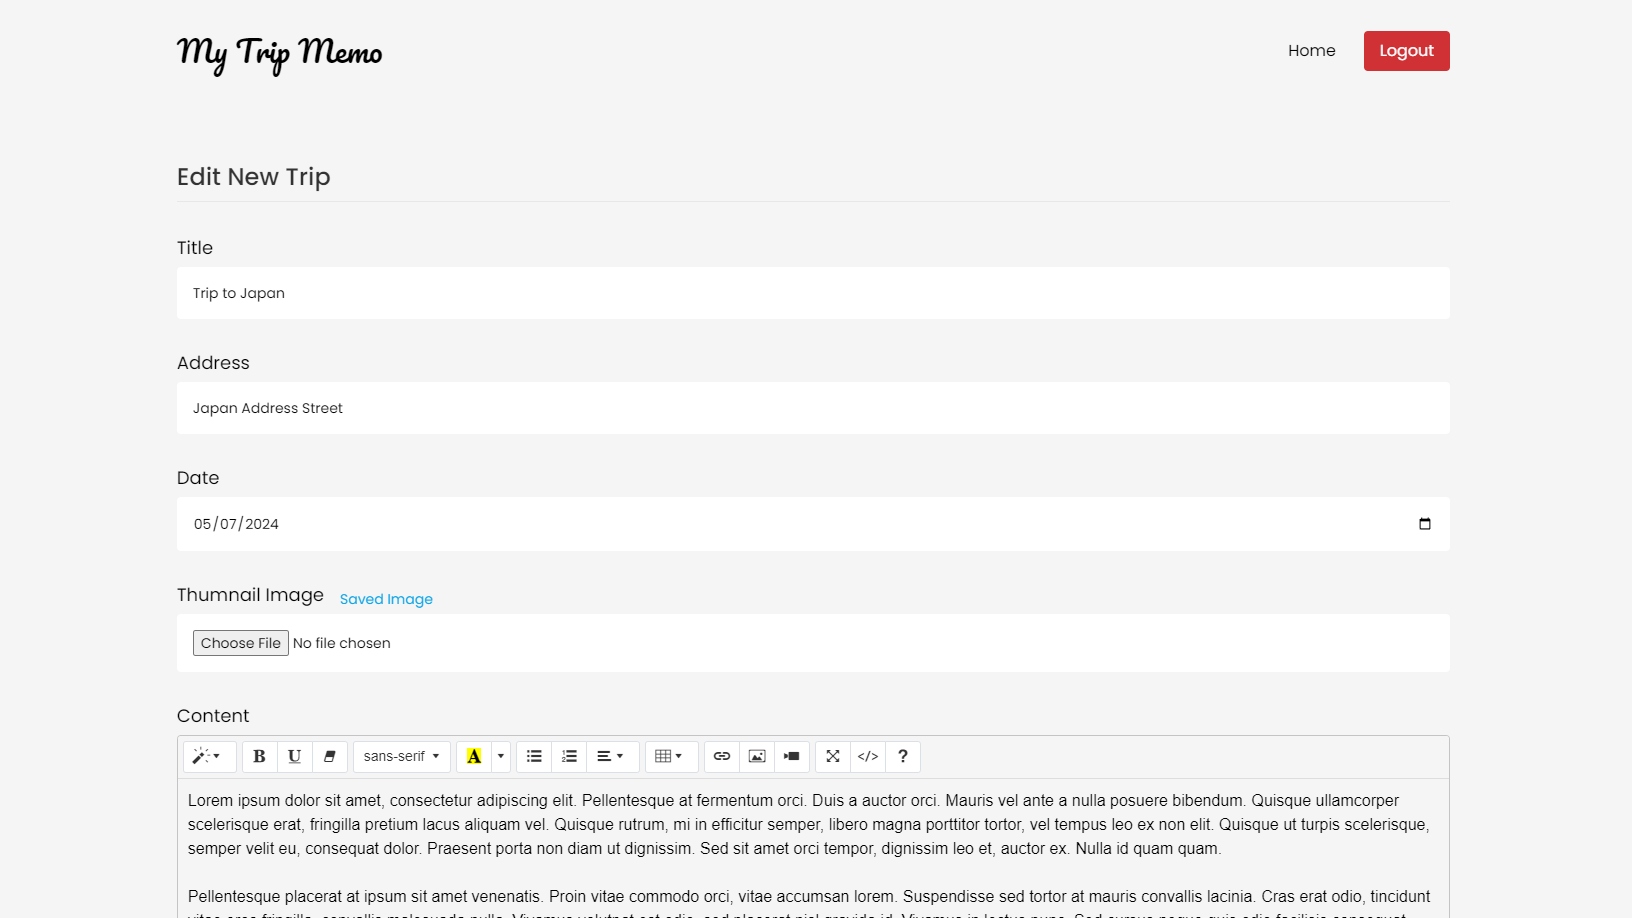 My Trip Memo
Home
Logout
Edit New Trip
Title
Trip to Japan
Address
Japan Address Street
Date
05/07/2024
Thumnail Image Saved Image
Choose File No file chosen
Content
B U sans-serif A </> ?
Lorem ipsum dolor sit amet, consectetur adipiscing elit. Pellentesque at fermentum orci. Duis a auctor orci. Mauris vel ante a nulla posuere bibendum. Quisque ullamcorper
scelerisque erat, fringilla pretium lacus aliquam vel. Quisque rutrum, mi in efficitur semper, libero magna porttitor tortor, vel tempus leo ex non elit. Quisque ut turpis scelerisque,
semper velit eu, consequat dolor. Praesent porta non diam ut dignissim. Sed sit amet orci tempor, dignissim leo et, auctor ex. Nulla id quam quam.
Pellentesque placerat at ipsum sit amet venenatis. Proin vitae commodo orci, vitae accumsan lorem. Suspendisse sed tortor at mauris convallis lacinia. Cras erat odio, tincidunt